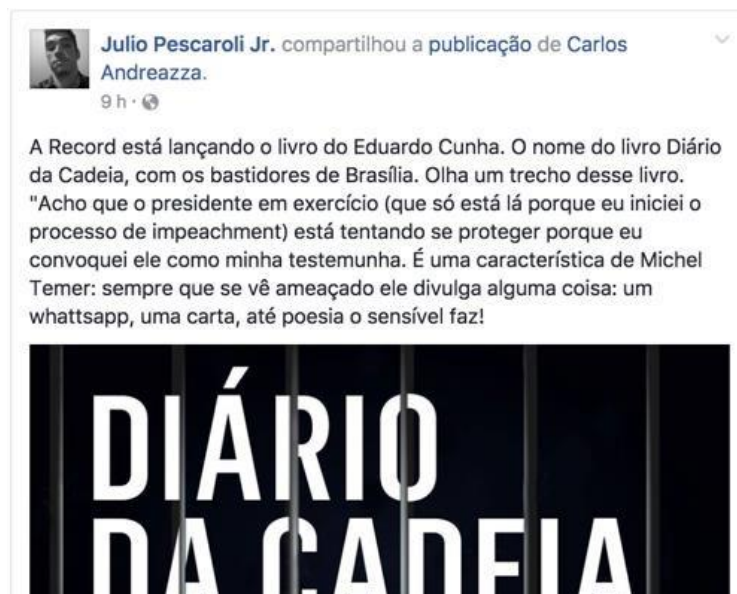 Julio Pescaroli Jr. compartilhou a publicação de Carlos
Andreazza.
9 h ·
A Record está lançando o livro do Eduardo Cunha. O nome do livro Diário
da Cadeia, com os bastidores de Brasília. Olha um trecho desse livro.
"Acho que o presidente em exercício (que só está lá porque eu iniciei o
processo de impeachment) está tentando se proteger porque eu
convoquei ele como minha testemunha. É uma característica de Michel
Temer: sempre que se vê ameaçado ele divulga alguma coisa: um
whattsapp, uma carta, até poesia o sensível faz!
DIÁRIO
DA CADEIA